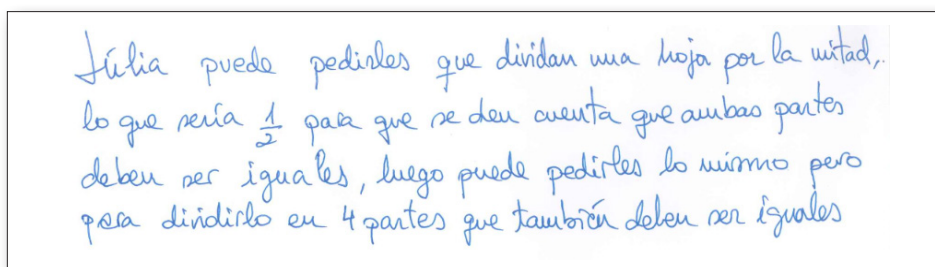 Júlia puede pedirles que dividan una hoja por la mitad,
lo que sería 1/2 para que se den cuenta que ambas partes
deben ser iguales, luego puede pedirles lo mismo pero
para dividirlo en 4 partes que también deben ser iguales